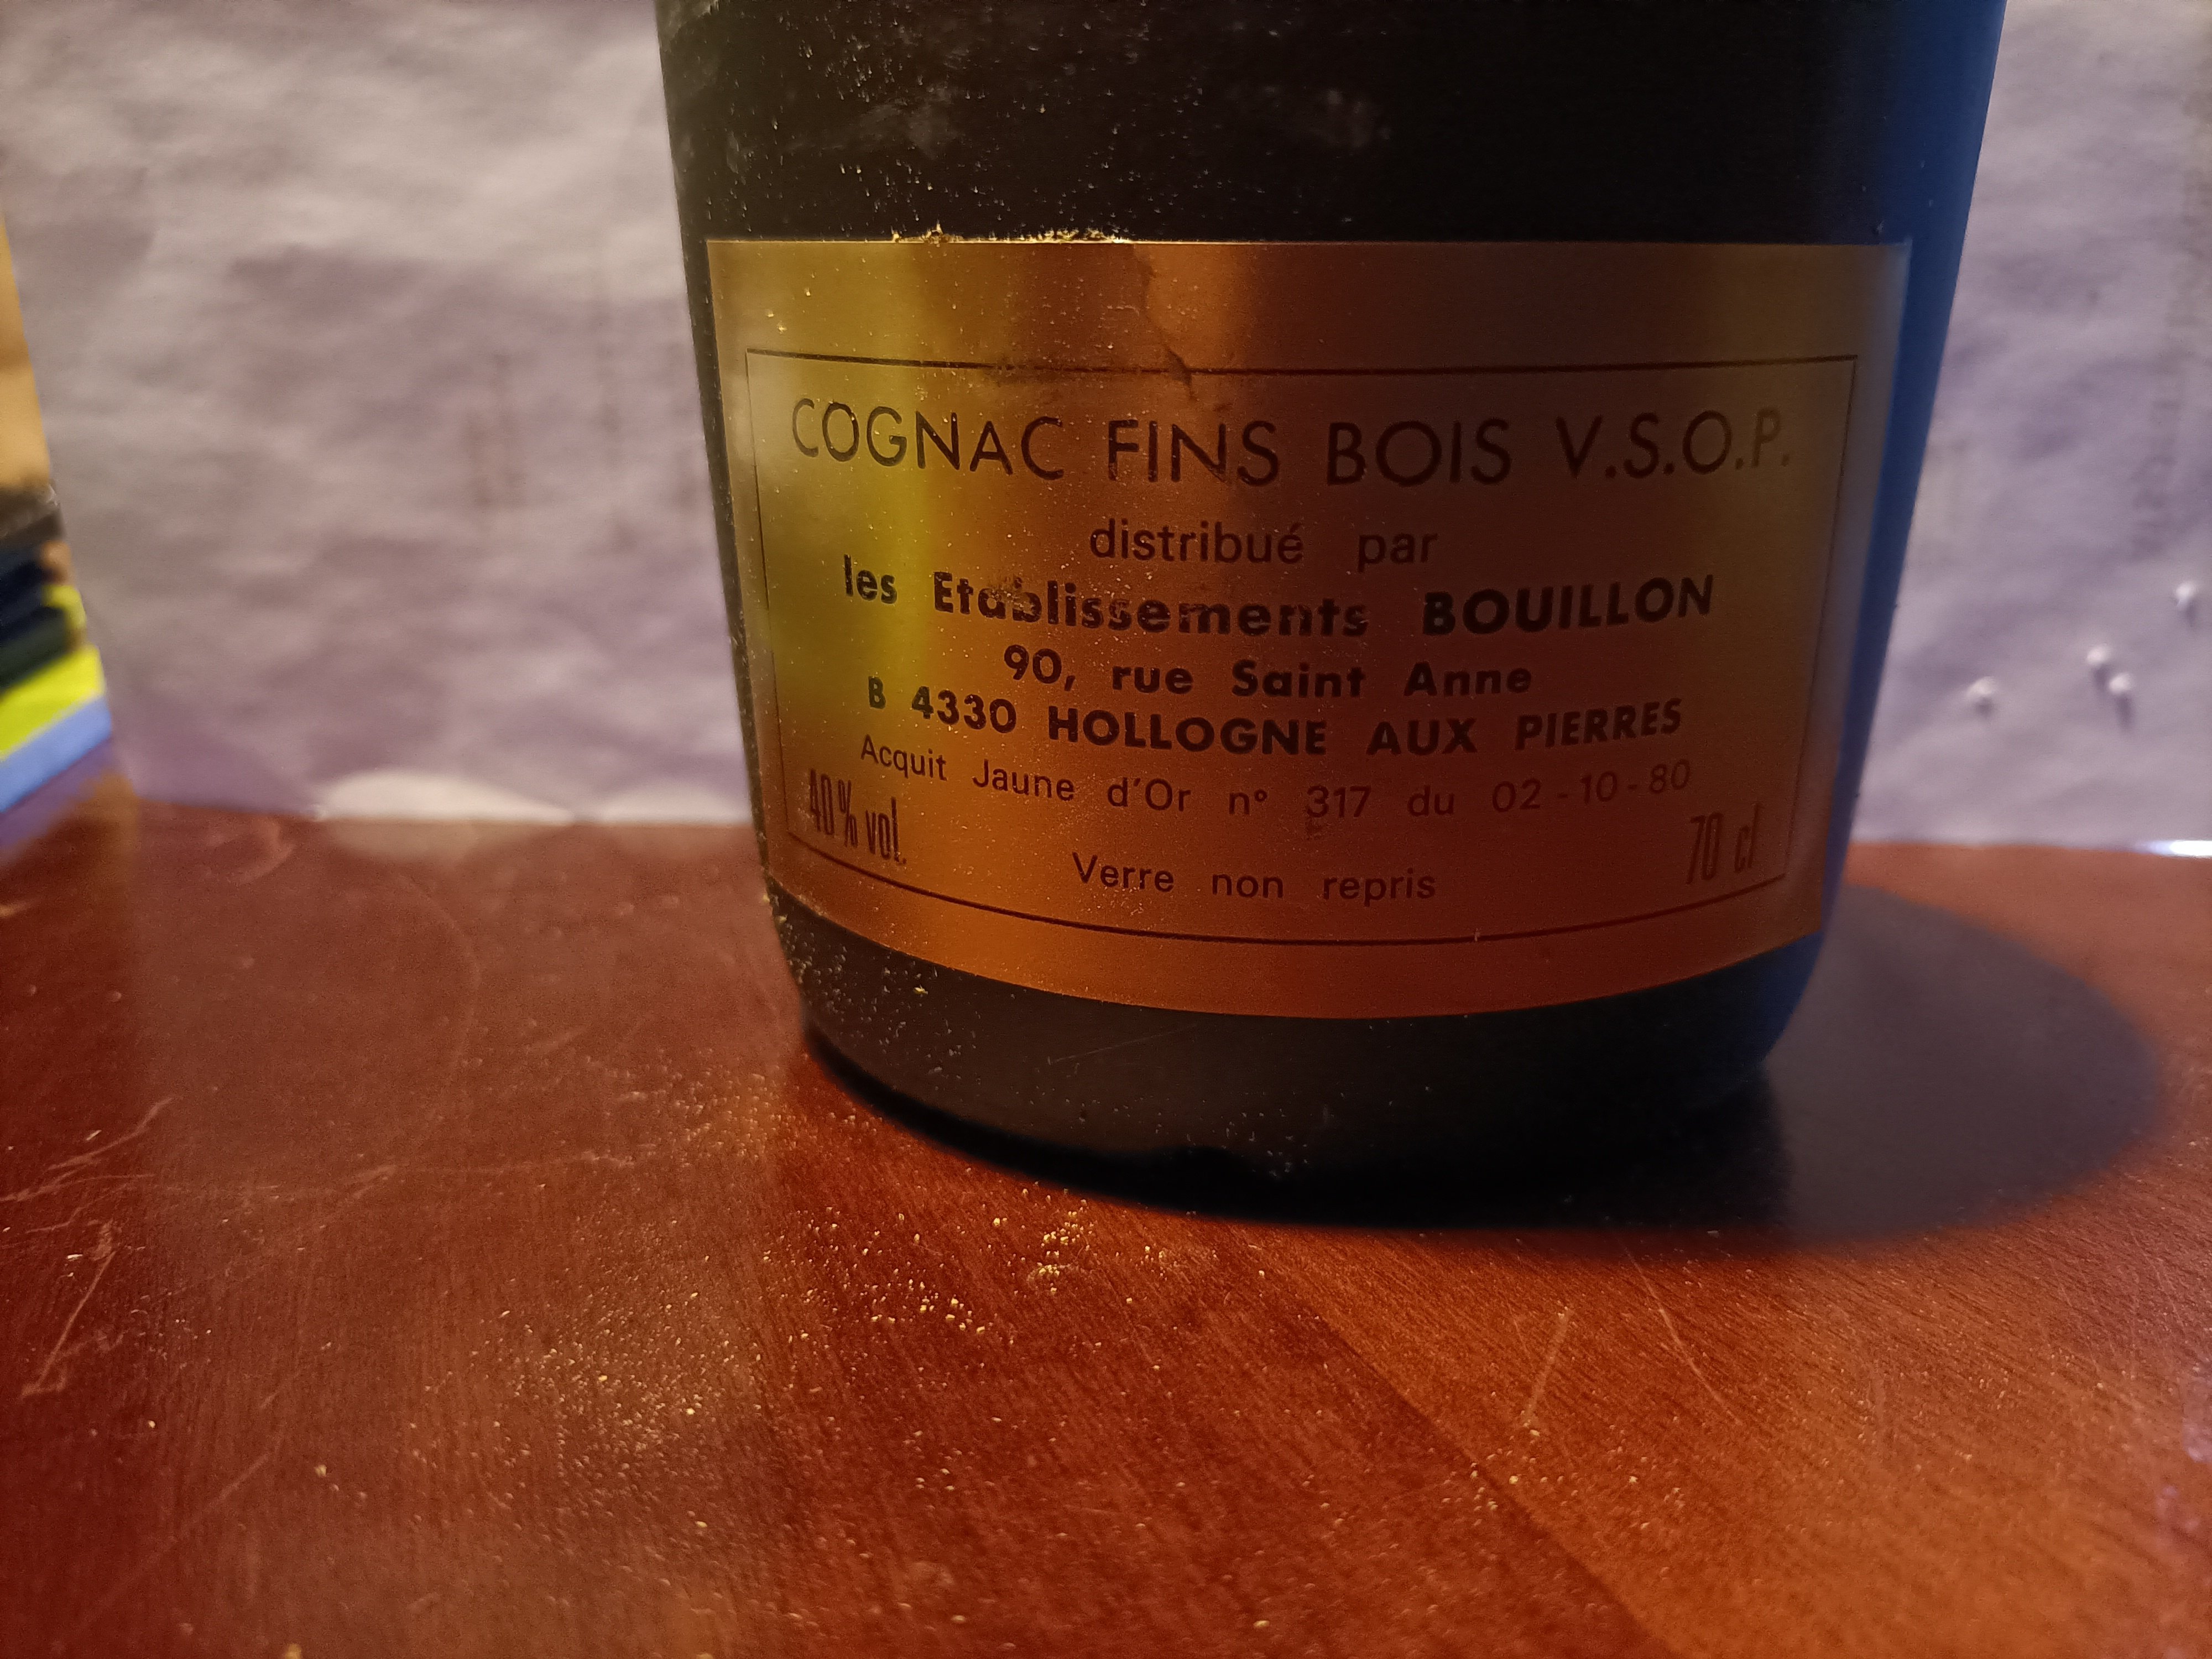 COGNAC FINS BOIS V.S.O.P.
distribué par
les Etablissements BOUILLON
90, rue Saint Anne
B 4330 HOLLOGNE AUX PIERRES
Acquit Jaune d'Or n° 317 du 02-10-80
40% vol.
70 cl
Verre non repris